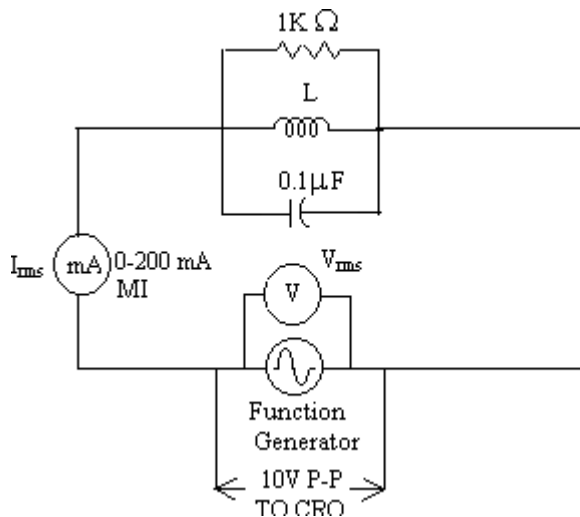 1K Ω
L
0.1µF
Irms mA 0-200 mA
MI
Vrms
V
Function
Generator
10V P-P
TO CRO